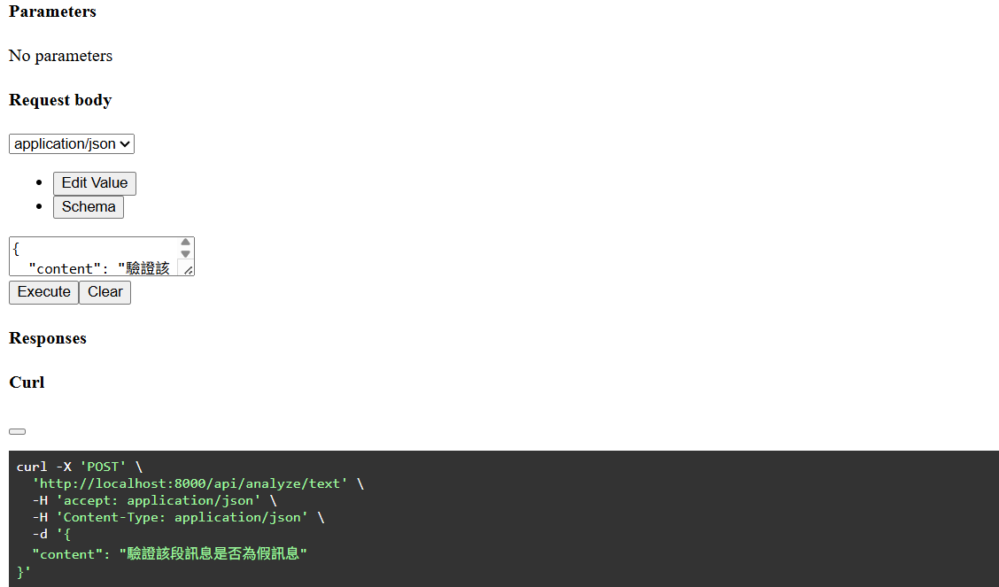 Parameters
No parameters
Request body
application/json
Edit Value
Schema
{
  "content": "驗證該
Execute Clear
Responses
Curl
curl -X 'POST' \
  'http://localhost:8000/api/analyze/text' \
  -H 'accept: application/json' \
  -H 'Content-Type: application/json' \
  -d '{
  "content": "驗證該段訊息是否為假訊息"
}'